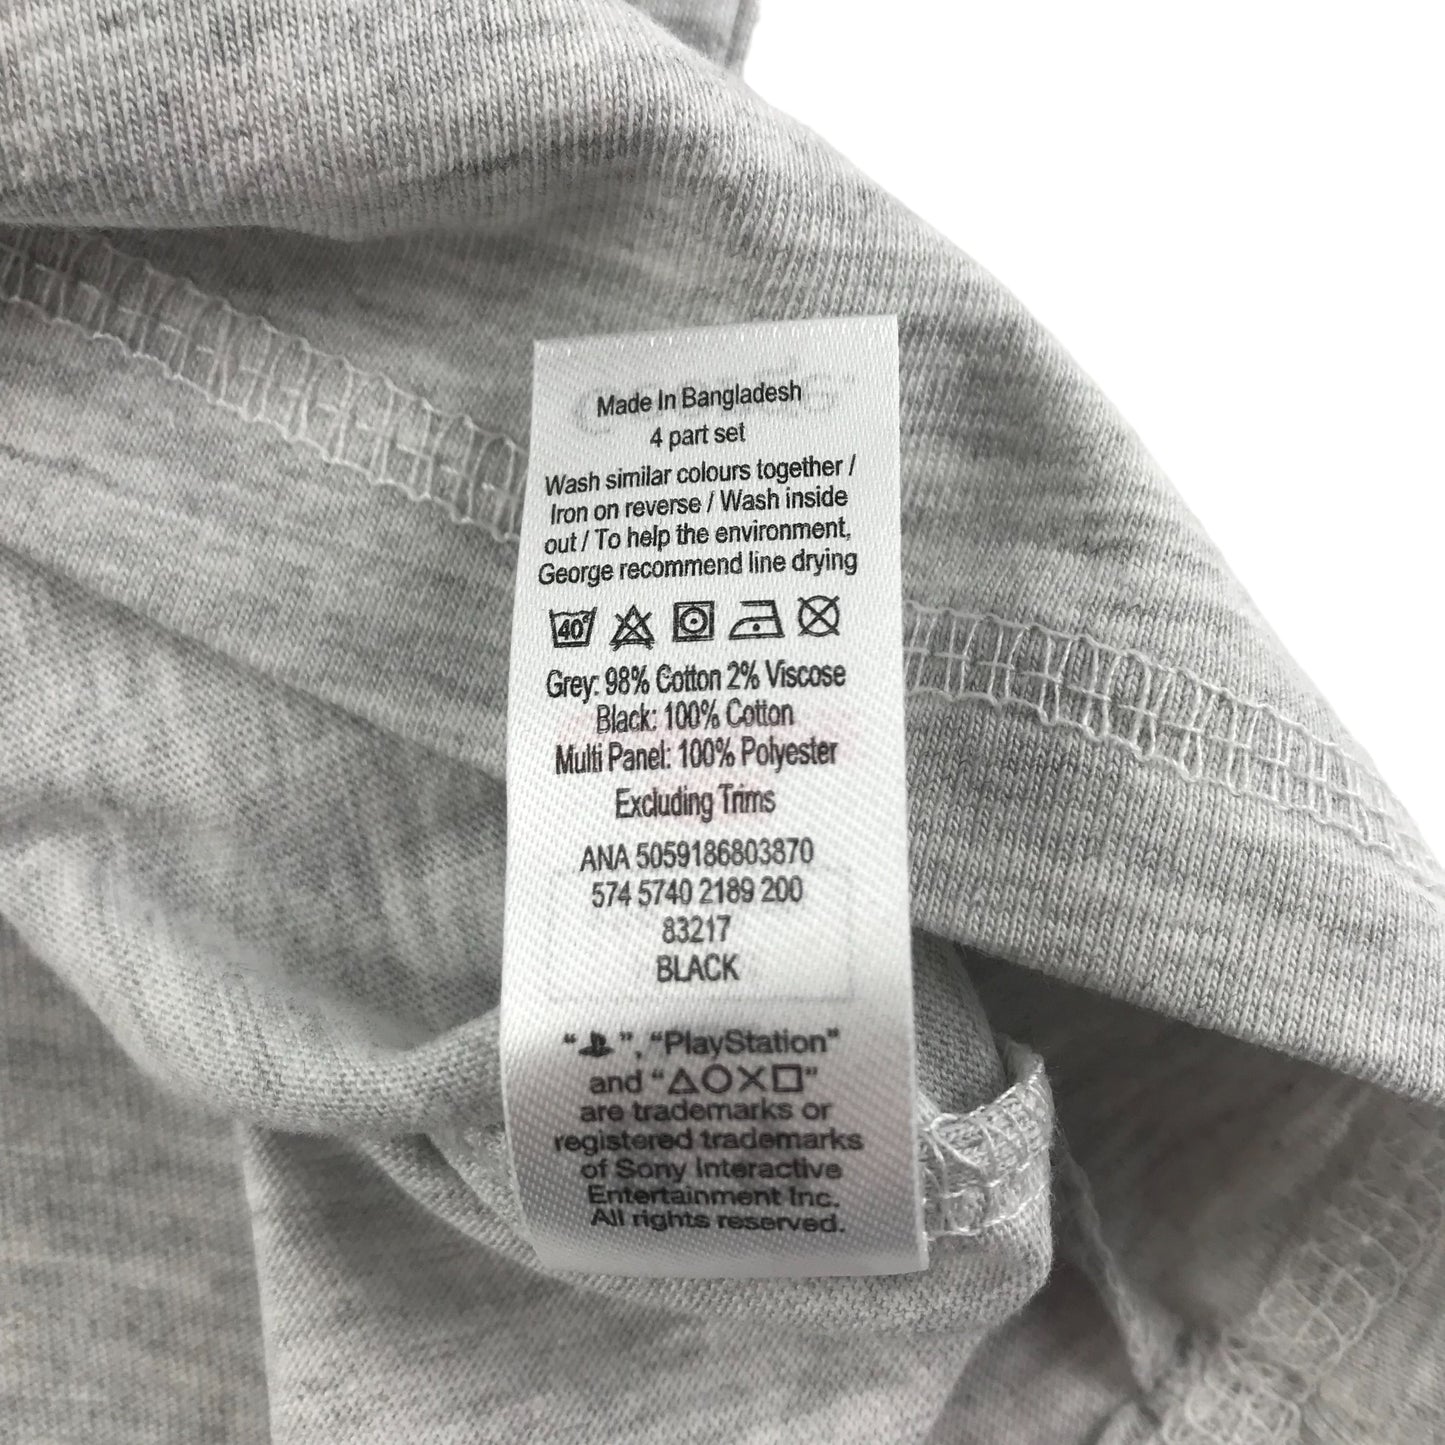 Made In Bangladesh
4 part set
Wash similar colours together /
Iron on reverse / Wash inside
out / To help the environment,
George recommend line drying
40°
Grey: 98% Cotton 2% Viscose
Black: 100% Cotton
Multi Panel: 100% Polyester
Excluding Trims
ANA 5059186803870
574 5740 2189 200
83217
BLACK
“ ”, “PlayStation”
and “△○×□”
are trademarks or
registered trademarks
of Sony Interactive
Entertainment Inc.
All rights reserved.